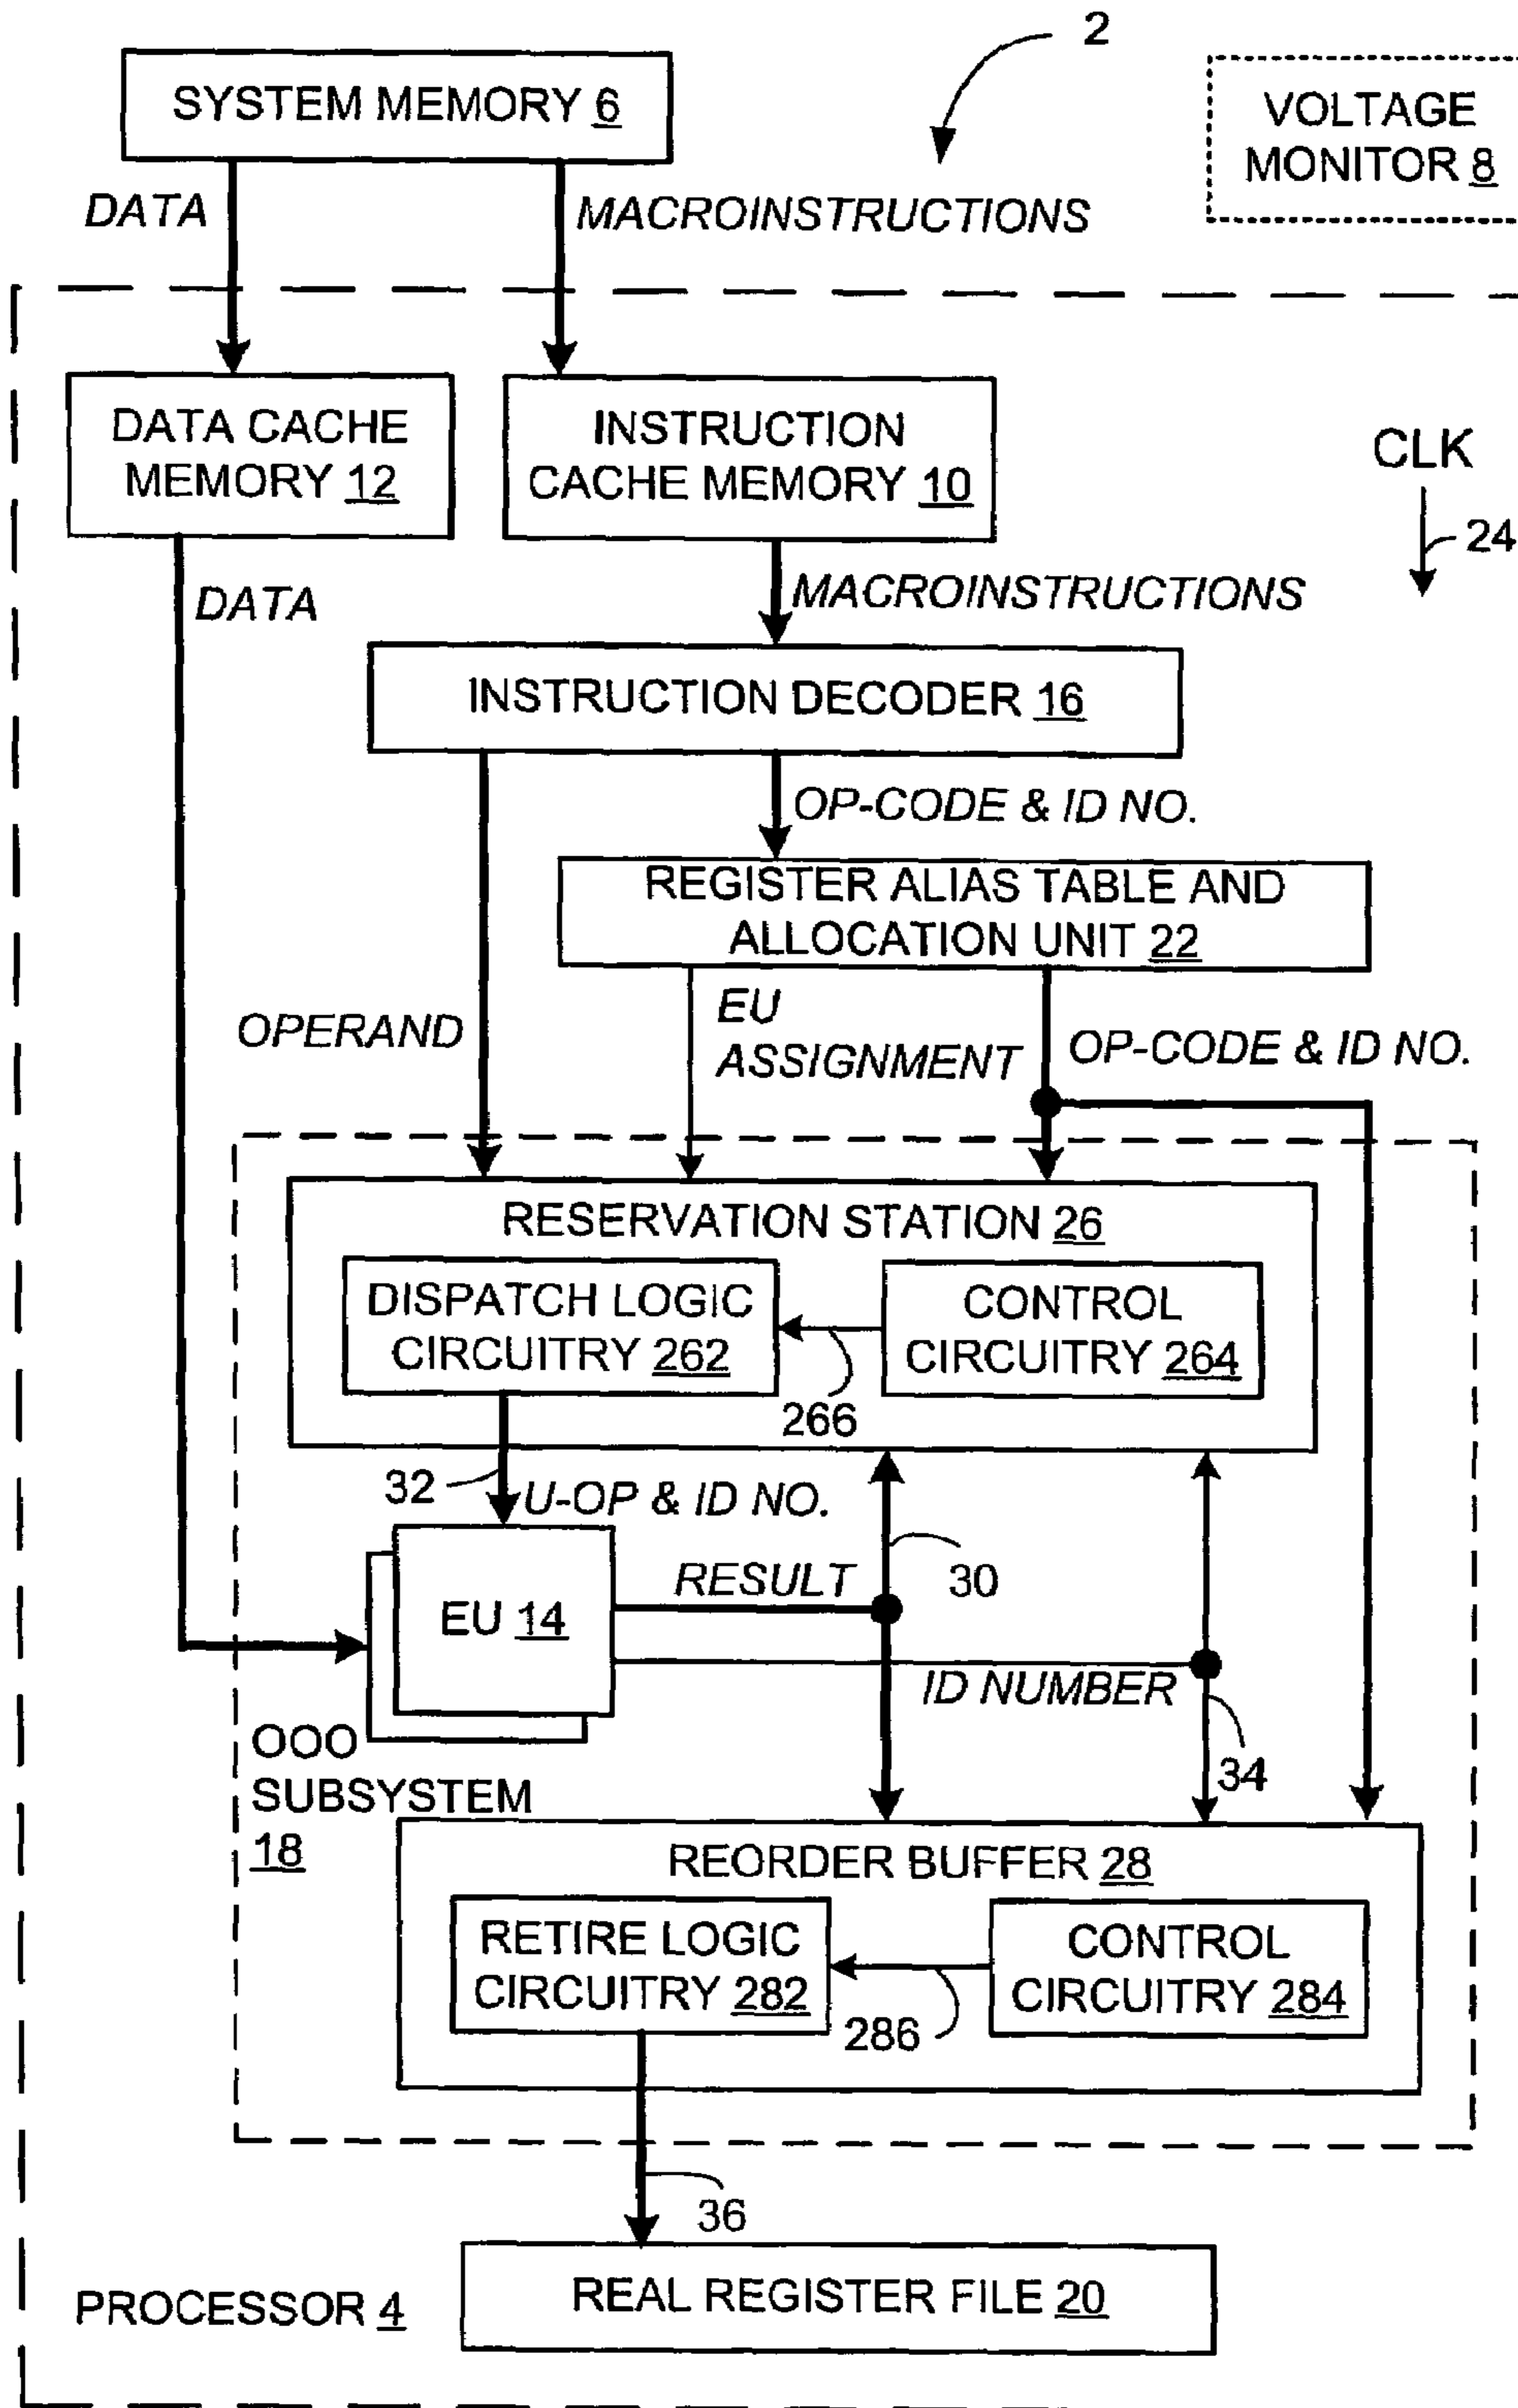 2
SYSTEM MEMORY 6
VOLTAGE
MONITOR 8
DATA
MACROINSTRUCTIONS
DATA CACHE
MEMORY 12
INSTRUCTION
CACHE MEMORY 10
CLK
24
DATA
MACROINSTRUCTIONS
INSTRUCTION DECODER 16
OP-CODE & ID NO.
REGISTER ALIAS TABLE AND
ALLOCATION UNIT 22
OPERAND
EU
ASSIGNMENT
OP-CODE & ID NO.
RESERVATION STATION 26
DISPATCH LOGIC
CIRCUITRY 262
CONTROL
CIRCUITRY 264
266
32
U-OP & ID NO.
RESULT
30
EU 14
ID NUMBER
34
OOO
SUBSYSTEM
18
REORDER BUFFER 28
RETIRE LOGIC
CIRCUITRY 282
CONTROL
CIRCUITRY 284
286
36
PROCESSOR 4
REAL REGISTER FILE 20